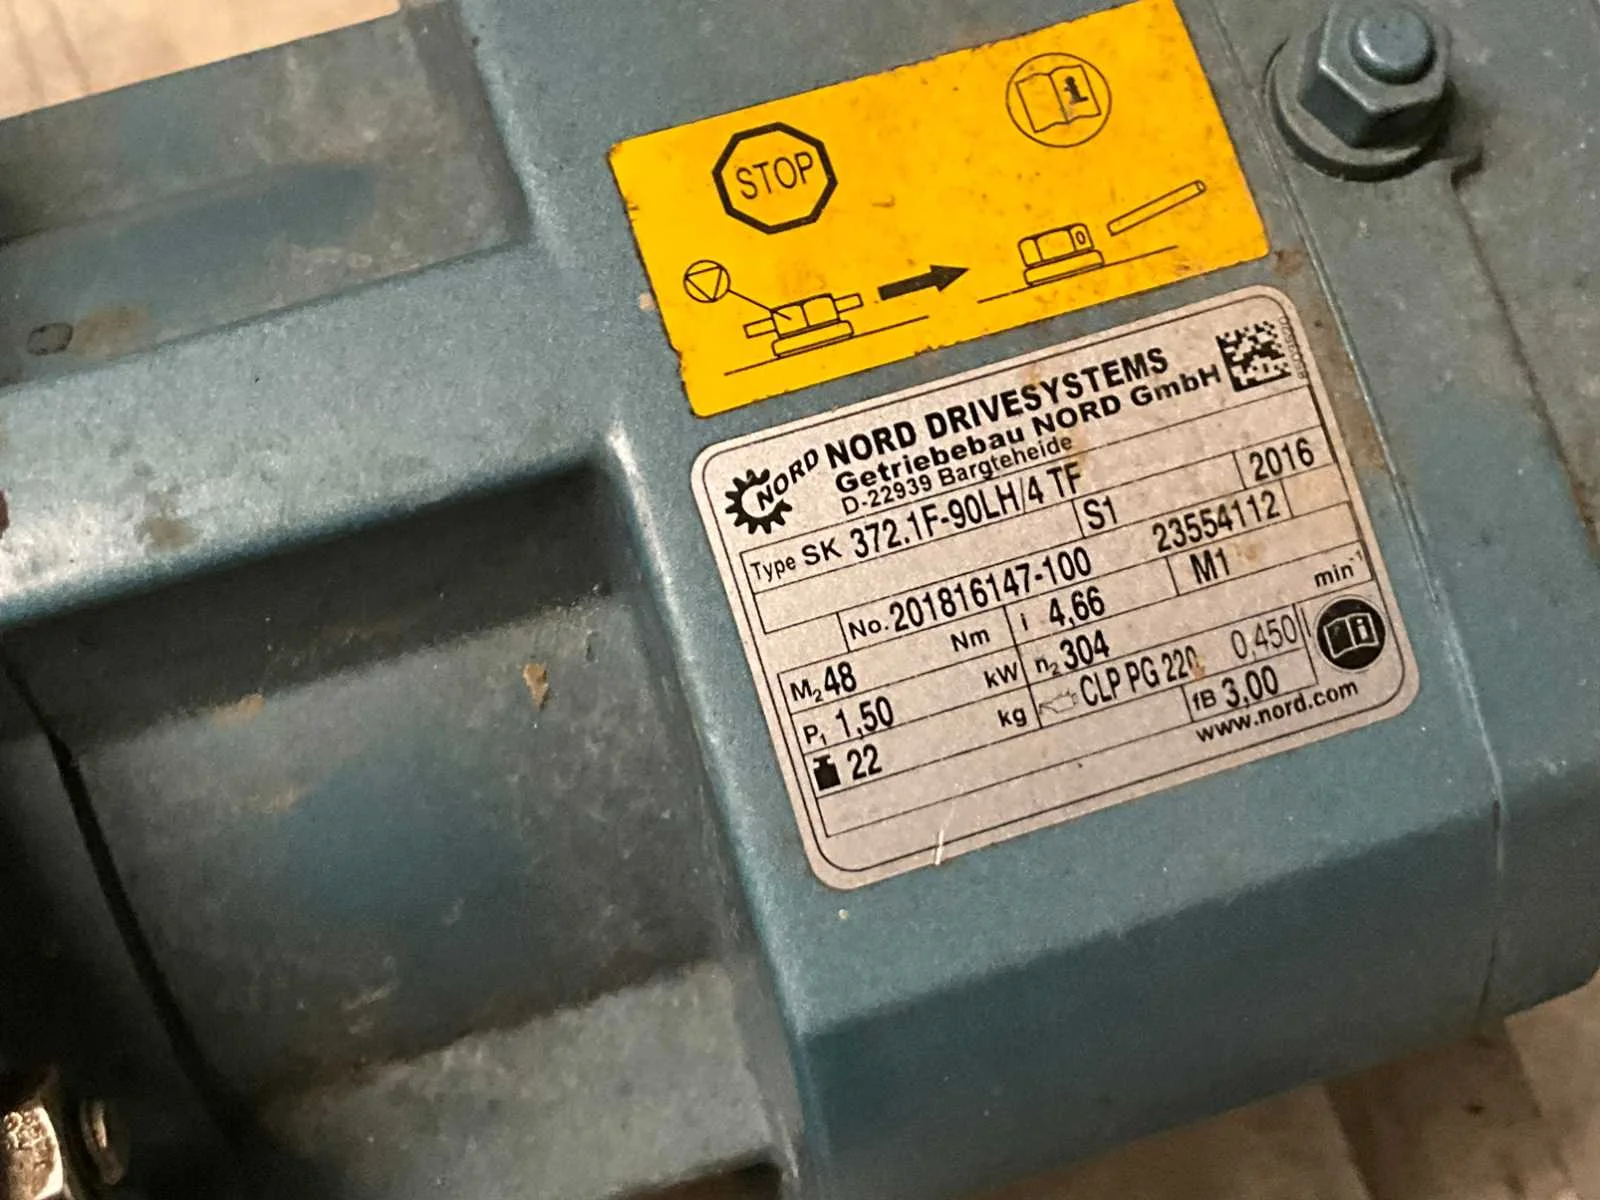 STOP
NORD
NORD DRIVESYSTEMS
Getriebebau NORD GmbH
D-22939 Bargteheide
Type SK 372.1F-90LH/4 TF
S1 2016
No. 201816147-100 23554112
M₂ 48 Nm i 4,66 M1
P₁ 1,50 kW n₂ 304 min⁻¹
22 kg CLP PG 220 0,450 l
fB 3,00
www.nord.com